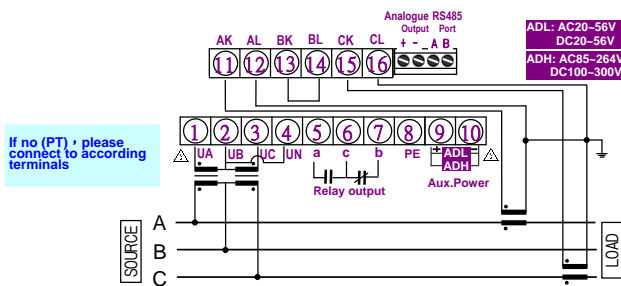 Analogue RS485
Output Port
+ - A B
ADL: AC20~56V
DC20~56V
ADH: AC85~264V
DC100~300V
AK AL BK BL CK CL
11 12 13 14 15 16
If no (PT)，please
connect to according
terminals
1 2 3 4 5 6 7 8 9 10
UA UB UC UN a c b PE + ADL -
ADH
Relay output
Aux.Power
SOURCE
A
B
C
LOAD